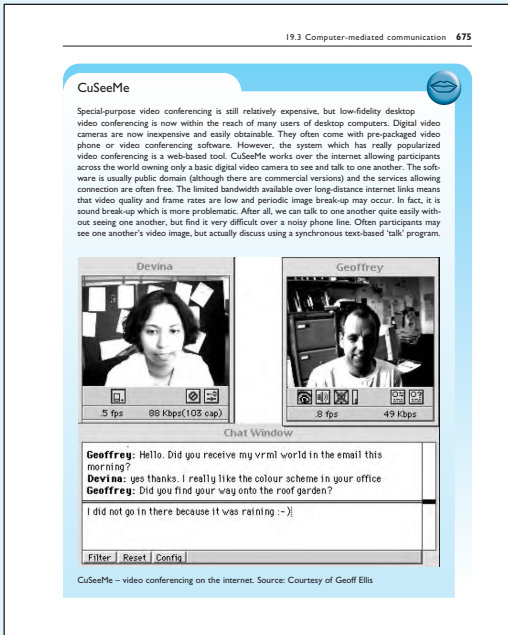 19.3 Computer-mediated communication 675
CuSeeMe
Special-purpose video conferencing is still relatively expensive, but low-fidelity desktop
video conferencing is now within the reach of many users of desktop computers. Digital video
cameras are now inexpensive and easily obtainable. They often come with pre-packaged video
phone or video conferencing software. However, the system which has really popularized
video conferencing is a web-based tool. CuSeeMe works over the internet allowing participants
across the world owning only a basic digital video camera to see and talk to one another. The soft-
ware is usually public domain (although there are commercial versions) and the services allowing
connection are often free. The limited bandwidth available over long-distance internet links means
that video quality and frame rates are low and periodic image break-up may occur. In fact, it is
sound break-up which is more problematic. After all, we can talk to one another quite easily with-
out seeing one another, but find it very difficult over a noisy phone line. Often participants may
see one another's video image, but actually discuss using a synchronous text-based 'talk' program.
Devina
.5 fps 88 Kbps(103 cap)
Geoffrey
.8 fps 49 Kbps
Chat Window
Geoffrey: Hello. Did you receive my vrml world in the email this
morning?
Devina: yes thanks. I really like the colour scheme in your office
Geoffrey: Did you find your way onto the roof garden?
I did not go in there because it was raining :-)
Filter Reset Config
CuSeeMe – video conferencing on the internet. Source: Courtesy of Geoff Ellis